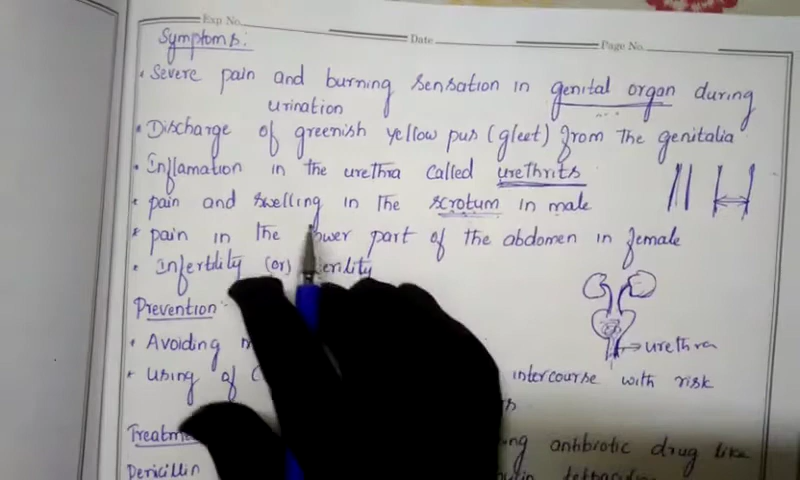 Exp No.
Date
Page No.
Symptoms:
Severe pain and burning sensation in genital organ during
urination
Discharge of greenish yellow pus (gleet) from the genitalia
Inflamation in the urethra called urethrits
pain and swelling in the scrotum in male
pain in the lower part of the abdomen in female
Infertility (or)
urethra
Prevention:
Avoiding
using of intercourse with risk
antibiotic drug like
penicillin